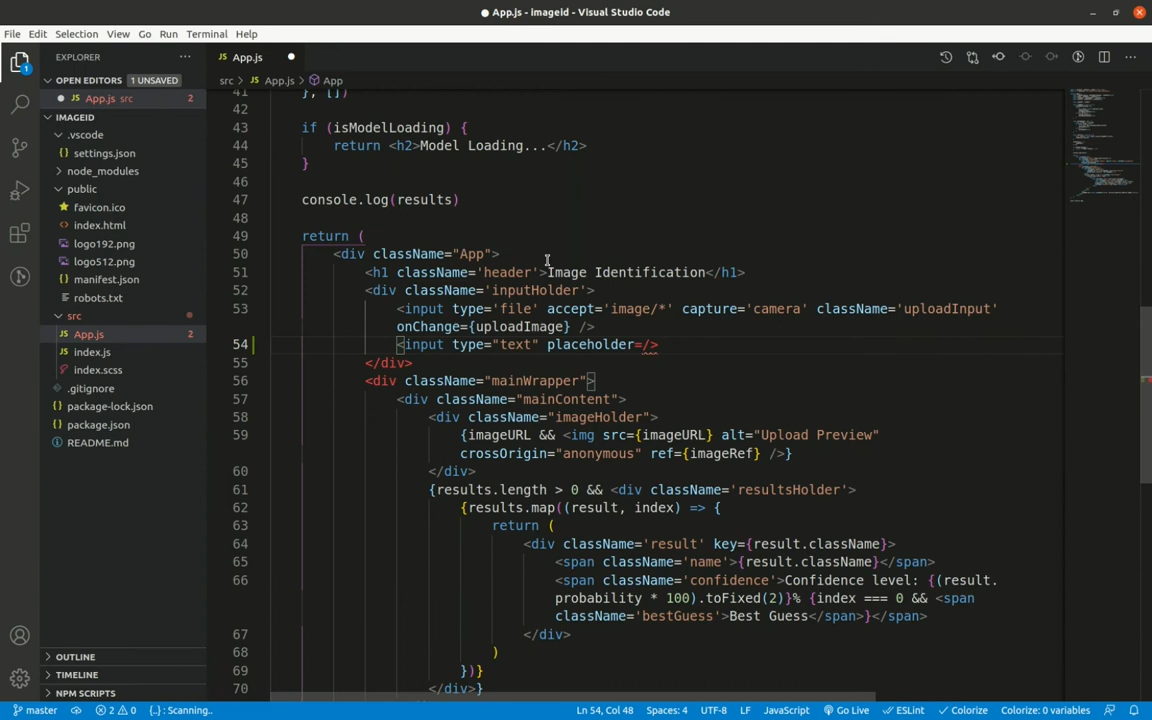 App.js - imageid - Visual Studio Code
File Edit Selection View Go Run Terminal Help
EXPLORER
JS App.js
OPEN EDITORS 1 UNSAVED
JS App.js src 2
src > JS App.js > App
IMAGEID
.vscode
{} settings.json
node_modules
public
favicon.ico
<> index.html
logo192.png
logo512.png
{} manifest.json
robots.txt
src
JS App.js 2
JS index.js
index.scss
.gitignore
{} package-lock.json
{} package.json
README.md
OUTLINE
TIMELINE
NPM SCRIPTS
1
41 }, [])
42
43 if (isModelLoading) {
44 return <h2>Model Loading...</h2>
45 }
46
47 console.log(results)
48
49 return (
50 <div className="App">
51 <h1 className='header'>Image Identification</h1>
52 <div className='inputHolder'>
53 <input type='file' accept='image/*' capture='camera' className='uploadInput'
onChange={uploadImage} />
54 <input type="text" placeholder=/>
55 </div>
56 <div className="mainWrapper">
57 <div className="mainContent">
58 <div className="imageHolder">
59 {imageURL && <img src={imageURL} alt="Upload Preview"
crossOrigin="anonymous" ref={imageRef} />}
60 </div>
61 {results.length > 0 && <div className='resultsHolder'>
62 {results.map((result, index) => {
63 return (
64 <div className='result' key={result.className}>
65 <span className='name'>{result.className}</span>
66 <span className='confidence'>Confidence level: {(result.
probability * 100).toFixed(2)}% {index === 0 && <span
className='bestGuess'>Best Guess</span>}</span>
67 </div>
68 )
69 })}
70 </div>}
master 2 0 {..}: Scanning.. Ln 54, Col 48 Spaces: 4 UTF-8 LF JavaScript Go Live ESLint Colorize Colorize: 0 variables